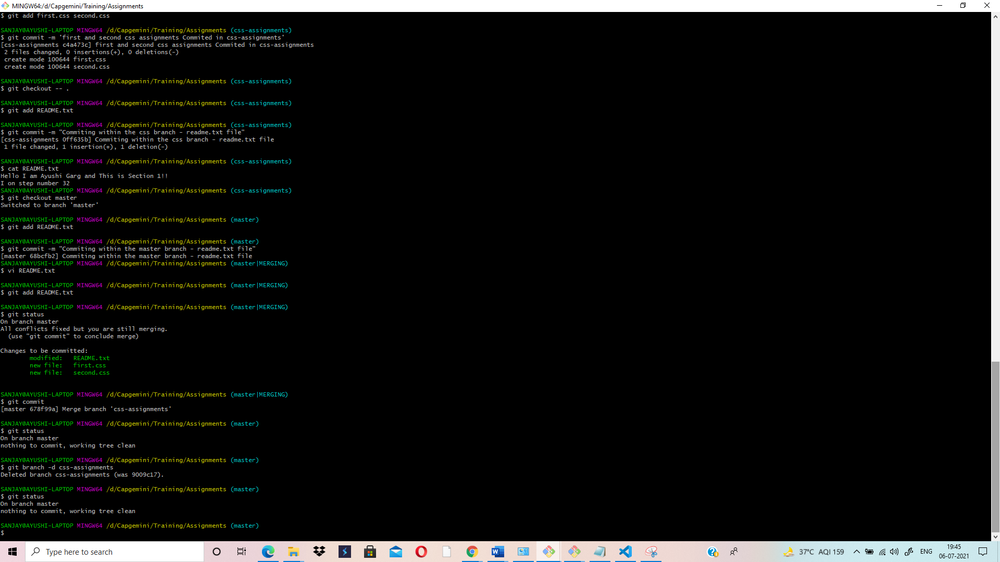 MINGW64:/d/Capgemini/Training/Assignments
$ git add first.css second.css
SANJAY@AYUSHI-LAPTOP MINGW64 /d/Capgemini/Training/Assignments (css-assignments)
$ git commit -m 'first and second css assignments Commited in css-assignments'
[css-assignments c4a473c] first and second css assignments Commited in css-assignments
2 files changed, 0 insertions(+), 0 deletions(-)
create mode 100644 first.css
create mode 100644 second.css
SANJAY@AYUSHI-LAPTOP MINGW64 /d/Capgemini/Training/Assignments (css-assignments)
$ git checkout -- .
SANJAY@AYUSHI-LAPTOP MINGW64 /d/Capgemini/Training/Assignments (css-assignments)
$ git add README.txt
SANJAY@AYUSHI-LAPTOP MINGW64 /d/Capgemini/Training/Assignments (css-assignments)
$ git commit -m "Commiting within the css branch - readme.txt file"
[css-assignments 0ff635b] Commiting within the css branch - readme.txt file
1 file changed, 1 insertion(+), 1 deletion(-)
SANJAY@AYUSHI-LAPTOP MINGW64 /d/Capgemini/Training/Assignments (css-assignments)
$ cat README.txt
Hello I am Ayushi Garg and This is Section 1!!
I on step number 32
SANJAY@AYUSHI-LAPTOP MINGW64 /d/Capgemini/Training/Assignments (css-assignments)
$ git checkout master
Switched to branch 'master'
SANJAY@AYUSHI-LAPTOP MINGW64 /d/Capgemini/Training/Assignments (master)
$ git add README.txt
SANJAY@AYUSHI-LAPTOP MINGW64 /d/Capgemini/Training/Assignments (master)
$ git commit -m "Commiting within the master branch - readme.txt file"
[master 68bcfb2] Commiting within the master branch - readme.txt file
SANJAY@AYUSHI-LAPTOP MINGW64 /d/Capgemini/Training/Assignments (master|MERGING)
$ vi README.txt
SANJAY@AYUSHI-LAPTOP MINGW64 /d/Capgemini/Training/Assignments (master|MERGING)
$ git add README.txt
SANJAY@AYUSHI-LAPTOP MINGW64 /d/Capgemini/Training/Assignments (master|MERGING)
$ git status
On branch master
All conflicts fixed but you are still merging.
(use "git commit" to conclude merge)
Changes to be committed:
modified: README.txt
new file: first.css
new file: second.css
SANJAY@AYUSHI-LAPTOP MINGW64 /d/Capgemini/Training/Assignments (master|MERGING)
$ git commit
[master 678f99a] Merge branch 'css-assignments'
SANJAY@AYUSHI-LAPTOP MINGW64 /d/Capgemini/Training/Assignments (master)
$ git status
On branch master
nothing to commit, working tree clean
SANJAY@AYUSHI-LAPTOP MINGW64 /d/Capgemini/Training/Assignments (master)
$ git branch -d css-assignments
Deleted branch css-assignments (was 9009c17).
SANJAY@AYUSHI-LAPTOP MINGW64 /d/Capgemini/Training/Assignments (master)
$ git status
On branch master
nothing to commit, working tree clean
SANJAY@AYUSHI-LAPTOP MINGW64 /d/Capgemini/Training/Assignments (master)
$
Type here to search
37°C AQI 159
ENG
19:45
06-07-2021